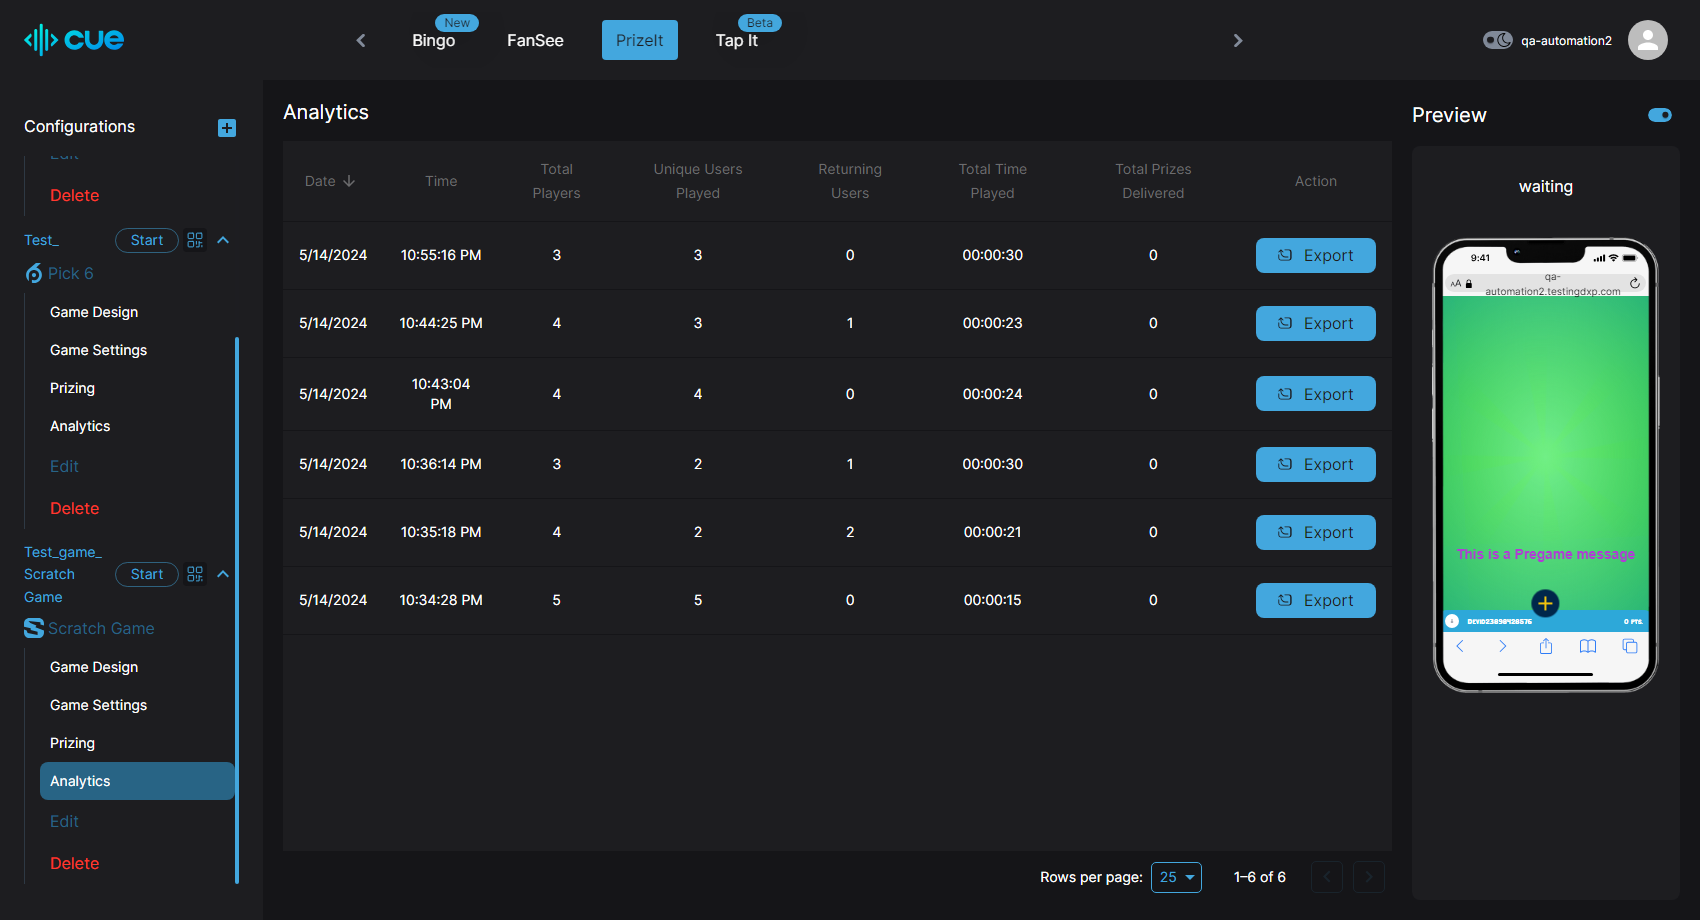 cue
New
Bingo
FanSee
PrizeIt
Beta
Tap It
qa-automation2
Configurations
Edit
Delete
Test_
Start
Pick 6
Game Design
Game Settings
Prizing
Analytics
Edit
Delete
Test_game_
Scratch
Game
Start
Scratch Game
Game Design
Game Settings
Prizing
Analytics
Edit
Delete
Analytics
Date Time Total Players Unique Users Played Returning Users Total Time Played Total Prizes Delivered Action
5/14/2024 10:55:16 PM 3 3 0 00:00:30 0 Export
5/14/2024 10:44:25 PM 4 3 1 00:00:23 0 Export
5/14/2024 10:43:04 PM 4 4 0 00:00:24 0 Export
5/14/2024 10:36:14 PM 3 2 1 00:00:30 0 Export
5/14/2024 10:35:18 PM 4 2 2 00:00:21 0 Export
5/14/2024 10:34:28 PM 5 5 0 00:00:15 0 Export
Rows per page: 25 1–6 of 6
Preview
waiting
9:41
AA
qa-
automation2.testingdxp.com
This is a Pregame message
0 PTS.